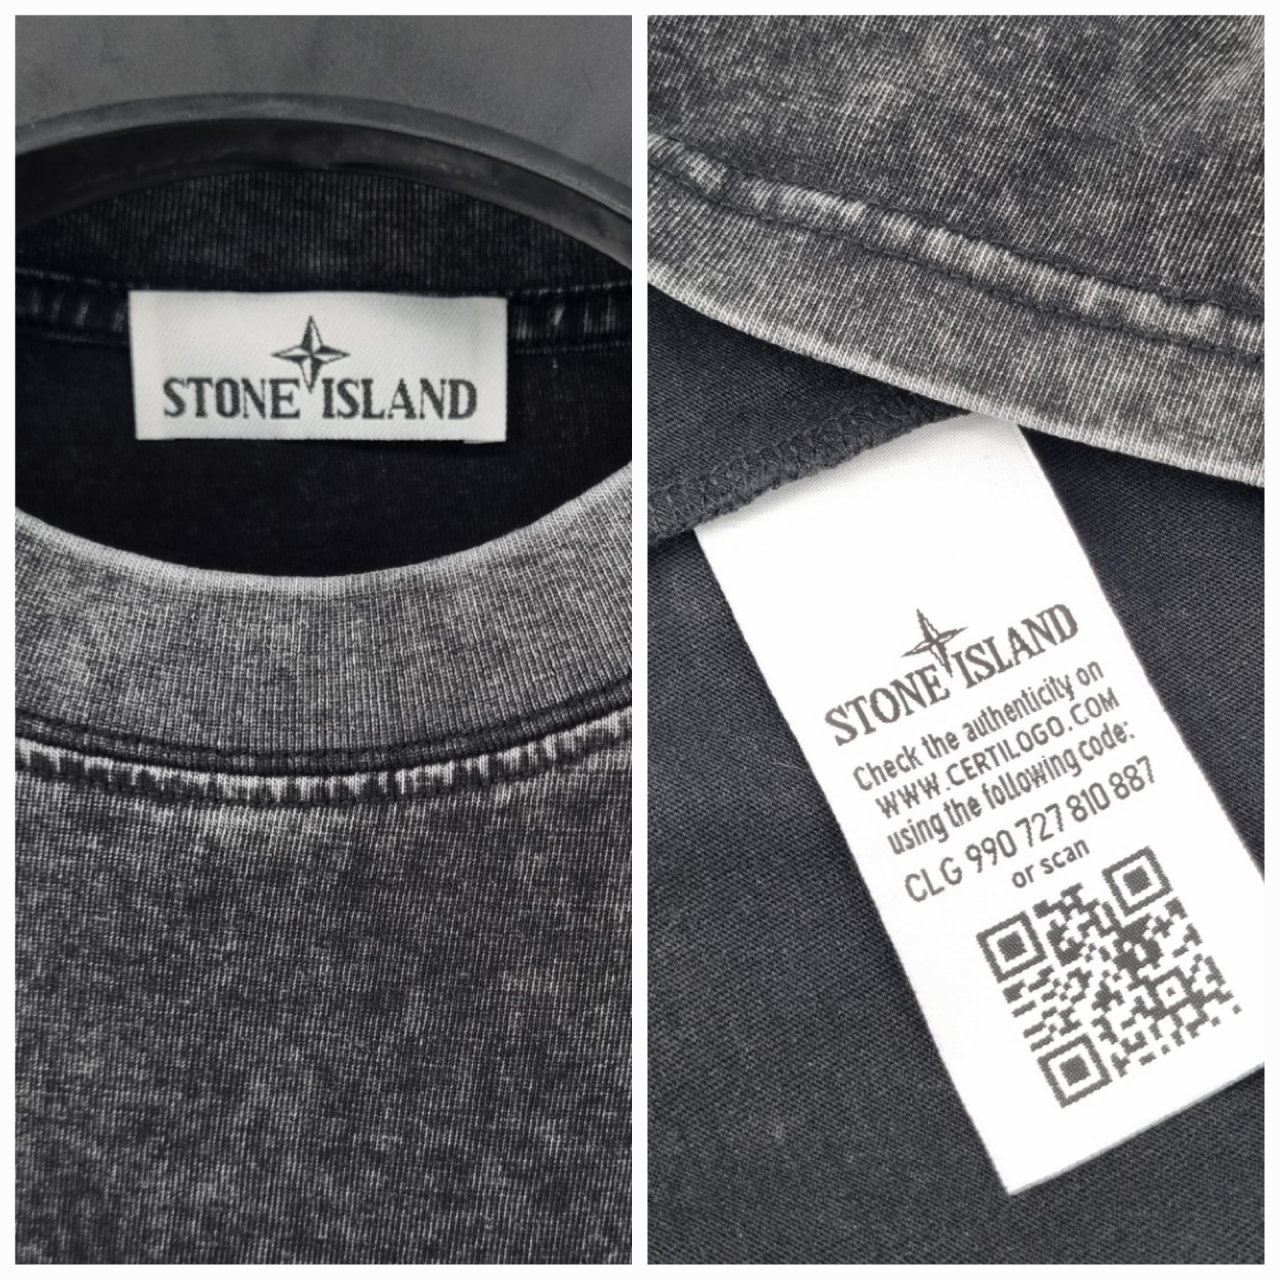 STONE ISLAND
STONE ISLAND
Check the authenticity on
WWW.CERTILOGO.COM
using the following code:
CLG 990 727 810 887
or scan